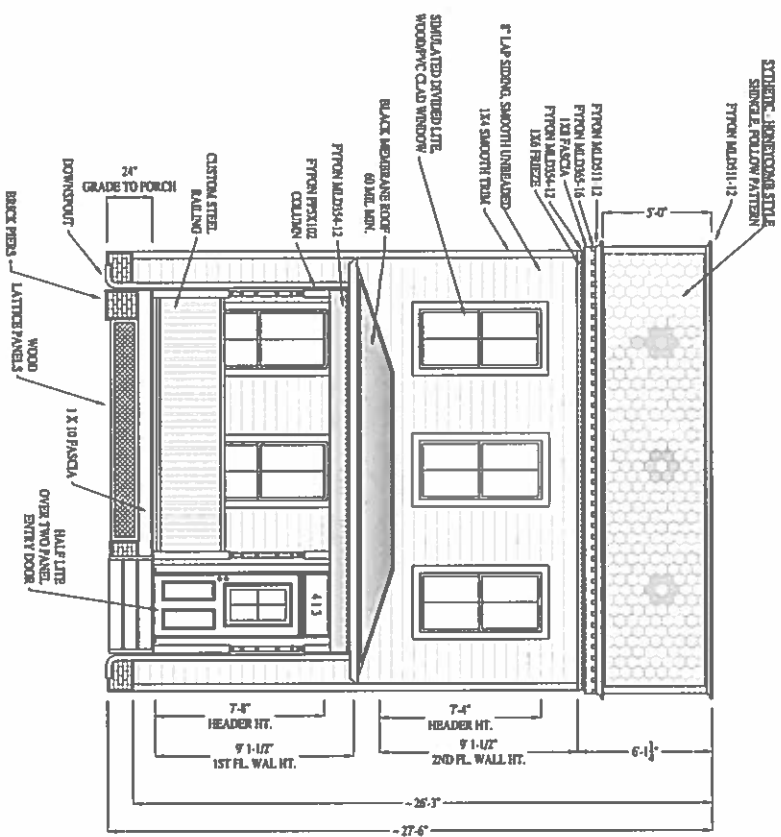 SYTHETIC - HONEYCOMB STYLE
SHINGLE, FOLLOW PATTERN
FYPON MLD511-12
FYPON MLD511-12
FYPON MLD365-16
1X8 FASCIA
FYPON MLD354-12
1X6 FRIEZE
8" LAP SIDING, SMOOTH UNBEADED
1X4 SMOOTH TRIM
SIMULATED DIVIDED LITE,
WOOD/PVC CLAD WINDOW
BLACK MEMBRANE ROOF
60 MIL MIN.
FYPON MLD354-12
FYPON PPSX102
COLUMN
CUSTOM STEEL
RAILING
24"
GRADE TO PORCH
DOWNSPOUT
BRICK PIERS
WOOD
LATTICE PANELS
1 X 10 FASCIA
HALF LITE
OVER TWO PANEL
ENTRY DOOR
413
5'-0"
6'-1 1/4"
7'-4"
HEADER HT.
9' 1-1/2"
2ND FL. WALL HT.
7'-8"
HEADER HT.
9' 1-1/2"
1ST FL. WAL HT.
~26'-3"
~27'-6"